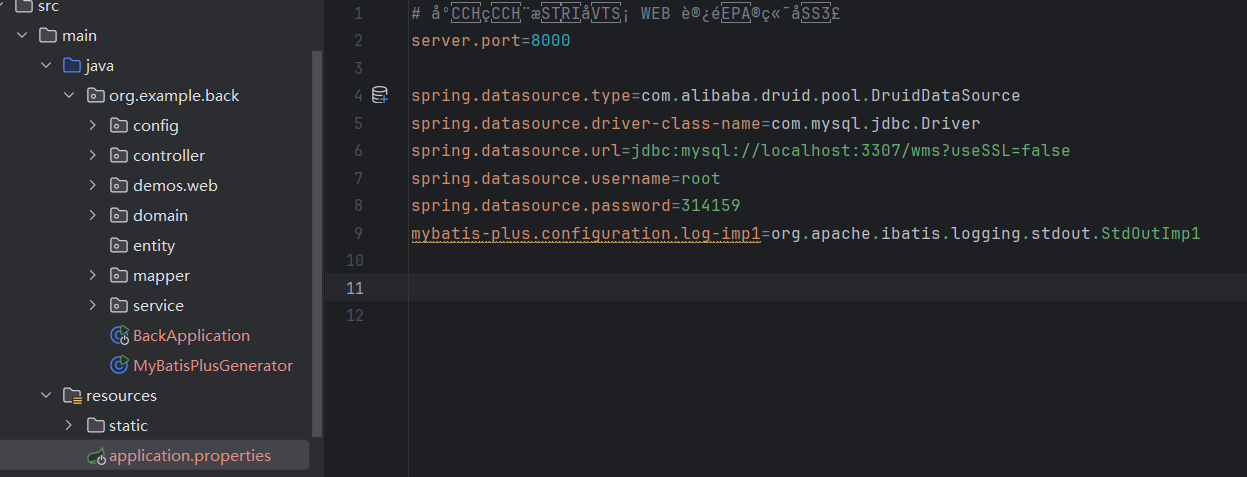 src
main
java
org.example.back
config
controller
demos.web
domain
entity
mapper
service
BackApplication
MyBatisPlusGenerator
resources
static
application.properties
1 # WEB
2 server.port=8000
3
4 spring.datasource.type=com.alibaba.druid.pool.DruidDataSource
5 spring.datasource.driver-class-name=com.mysql.jdbc.Driver
6 spring.datasource.url=jdbc:mysql://localhost:3307/wms?useSSL=false
7 spring.datasource.username=root
8 spring.datasource.password=314159
9 mybatis-plus.configuration.log-imp1=org.apache.ibatis.logging.stdout.StdOutImp1
10
11
12